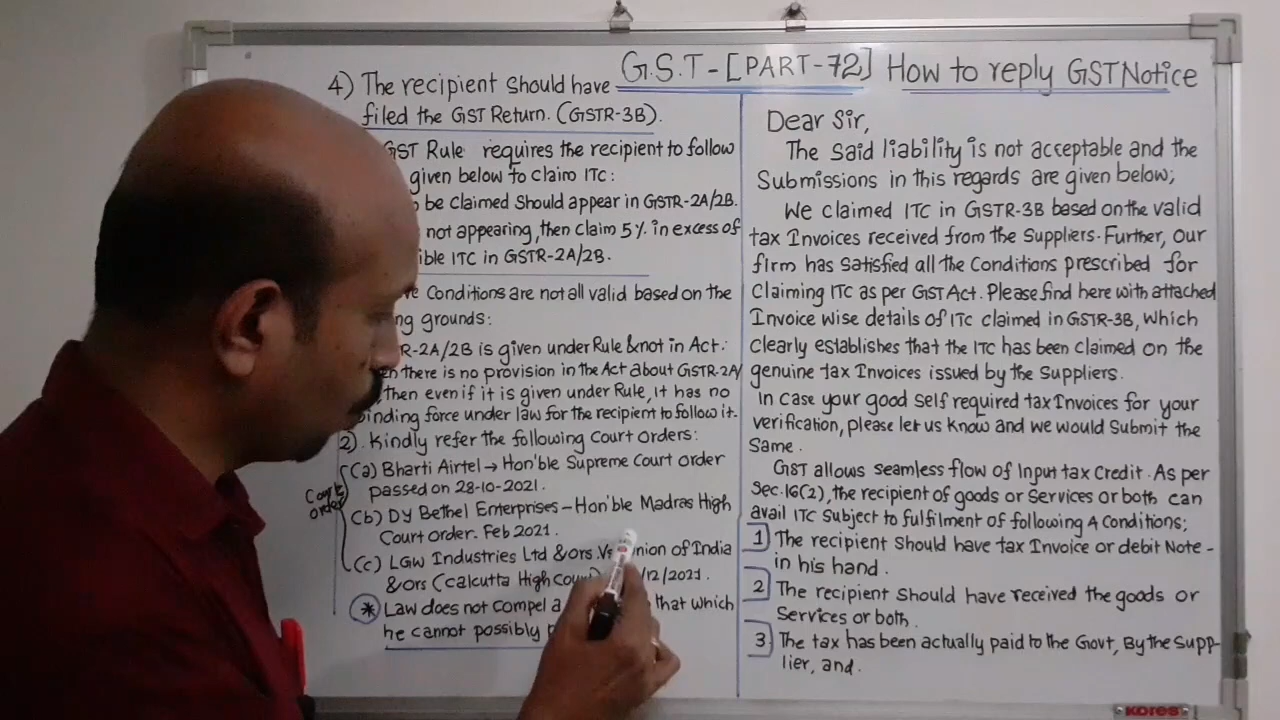 G.S.T - [PART-72] How to reply GST Notice
4) The recipient should have
filed the GST Return. (GSTR-3B).
GST Rule requires the recipient to follow
given below to claim ITC:
be claimed should appear in GSTR-2A/2B.
not appearing, then claim 5% in excess of
ible ITC in GSTR-2A/2B.
Conditions are not all valid based on the
ng grounds:
R-2A/2B is given under Rule & not in Act.
there is no provision in the Act about GSTR-2A/
then even if it is given under Rule, it has no
inding force under law for the recipient to follow it.
2). Kindly refer the following Court Orders:
Court order
(a) Bharti Airtel → Hon'ble Supreme Court order
passed on 28-10-2021.
(b) Dy Bethel Enterprises - Hon'ble Madras High
Court order. Feb 2021.
(c) LGW Industries Ltd & ors. Vs nion of India
& ors (Calcutta High Cou /12/2021.
* Law does not compel a that which
he cannot possibly
Dear Sir,
The said liability is not acceptable and the
Submissions in this regards are given below;
We claimed ITC in GSTR-3B based on the valid
tax Invoices received from the Suppliers. Further, our
firm has satisfied all the Conditions prescribed for
Claiming ITC as per GST Act. Please find here with attached
Invoice wise details of ITC claimed in GSTR-3B, which
clearly establishes that the ITC has been claimed on the
genuine tax Invoices issued by the Suppliers.
In case your good self required tax Invoices for your
verification, please let us know and we would Submit the
Same.
GST allows seamless flow of Input tax Credit. As per
Sec.16(2), the recipient of goods or Services or both can
avail ITC Subject to fulfilment of following 4 Conditions;
1 The recipient should have tax Invoice or debit Note -
in his hand.
2 The recipient should have received the goods or
Services or both.
3 The tax has been actually paid to the Govt, By the Supp-
lier, and.
KORES